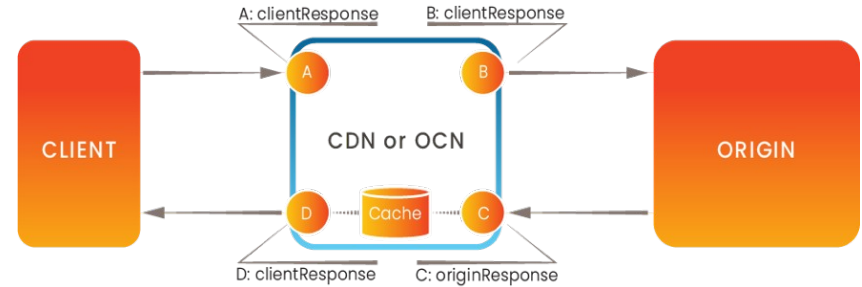 A: clientResponse
B: clientResponse
A
B
CLIENT
CDN or OCN
ORIGIN
D
Cache
C
D: clientResponse
C: originResponse